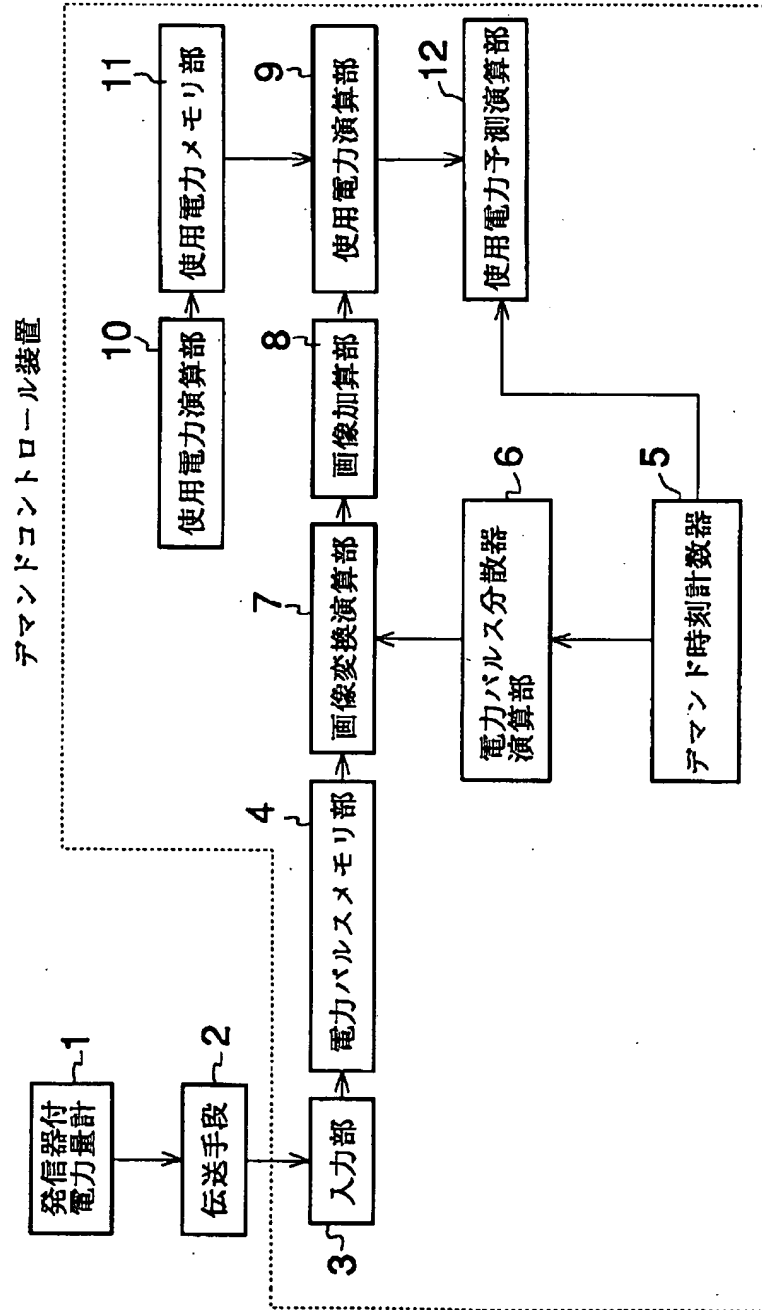 デマンドコントロール装置
1
発信器付
電力量計
2
伝送手段
3
入力部
4
電力パルスメモリ部
7
画像変換演算部
8
画像加算部
9
使用電力演算部
10
使用電力演算部
11
使用電力メモリ部
6
電力パルス分散器
演算部
5
デマンド時刻計数器
12
使用電力予測演算部